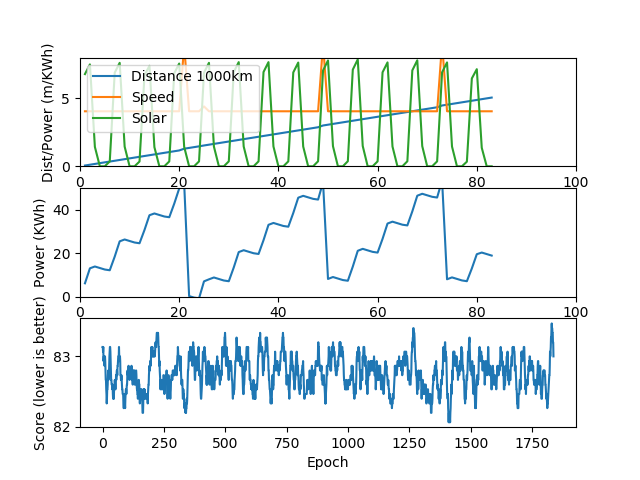 Dist/Power (m/KWh)
5
0
Distance 1000km
Speed
Solar
0 20 40 60 80 100
Power (KWh)
40
20
0
0 20 40 60 80 100
Score (lower is better)
83
82
0 250 500 750 1000 1250 1500 1750
Epoch